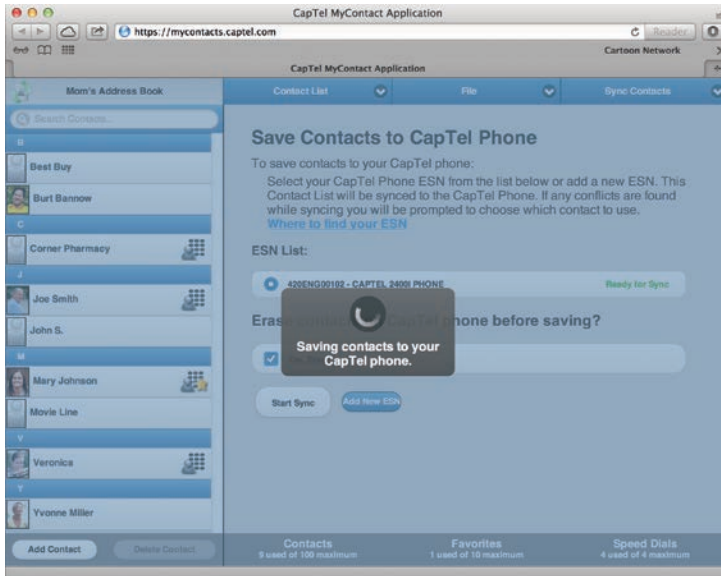 CapTel MyContact Application
https://mycontacts.captel.com
Reader
Cartoon Network
CapTel MyContact Application
Mom's Address Book
Contact List
File
Sync Contacts
Search Contacts...
B
Best Buy
Burt Bannow
C
Corner Pharmacy
J
Joe Smith
John S.
M
Mary Johnson
Movie Line
V
Veronica
Y
Yvonne Miller
Add Contact
Delete Contact
Save Contacts to CapTel Phone
To save contacts to your CapTel phone:
Select your CapTel Phone ESN from the list below or add a new ESN. This
Contact List will be synced to the CapTel Phone. If any conflicts are found
while syncing you will be prompted to choose which contact to use.
Where to find your ESN
ESN List:
420ENG00102 - CAPTEL 2400I PHONE
Ready for Sync
phone before saving?
Saving contacts to your
CapTel phone.
Start Sync
Add New ESN
Contacts
9 used of 100 maximum
Favorites
1 used of 10 maximum
Speed Dials
4 used of 4 maximum